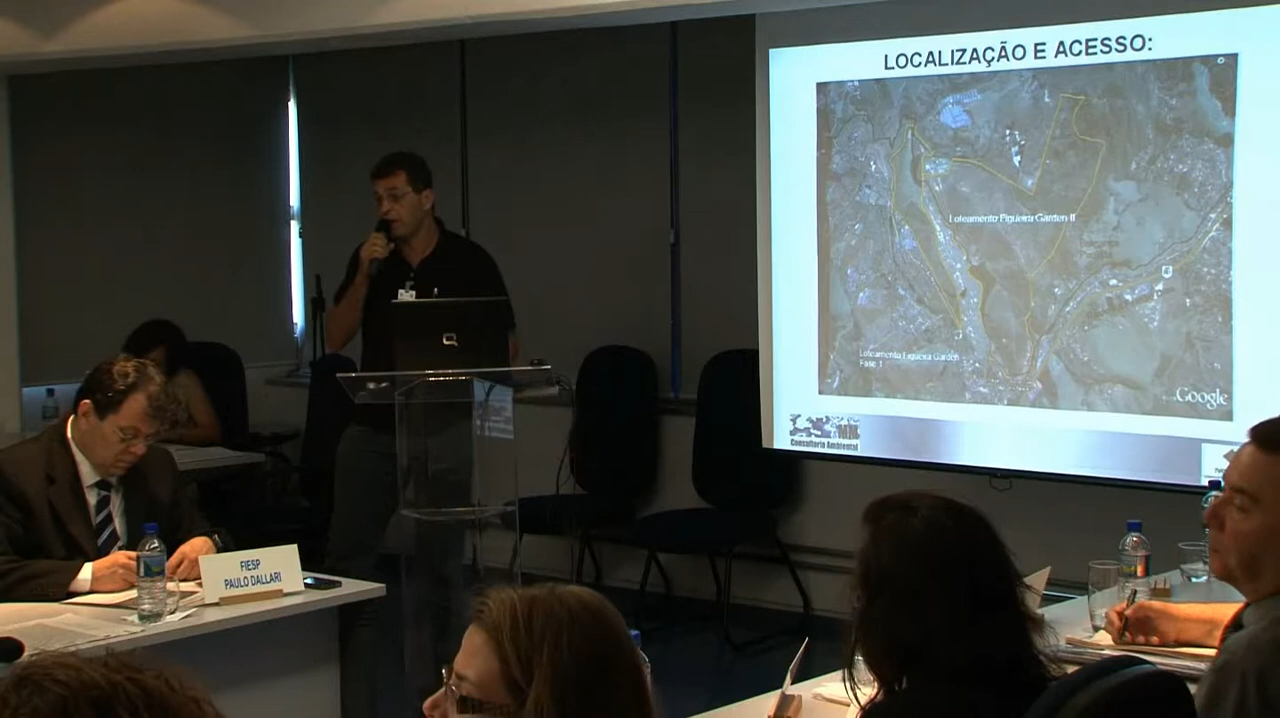 LOCALIZAÇÃO E ACESSO:
Loteamento Figueira Garden II
Loteamento Figueira Garden
Fase 1
Google
Consultoria Ambiental
FIESP
PAULO DALLARI